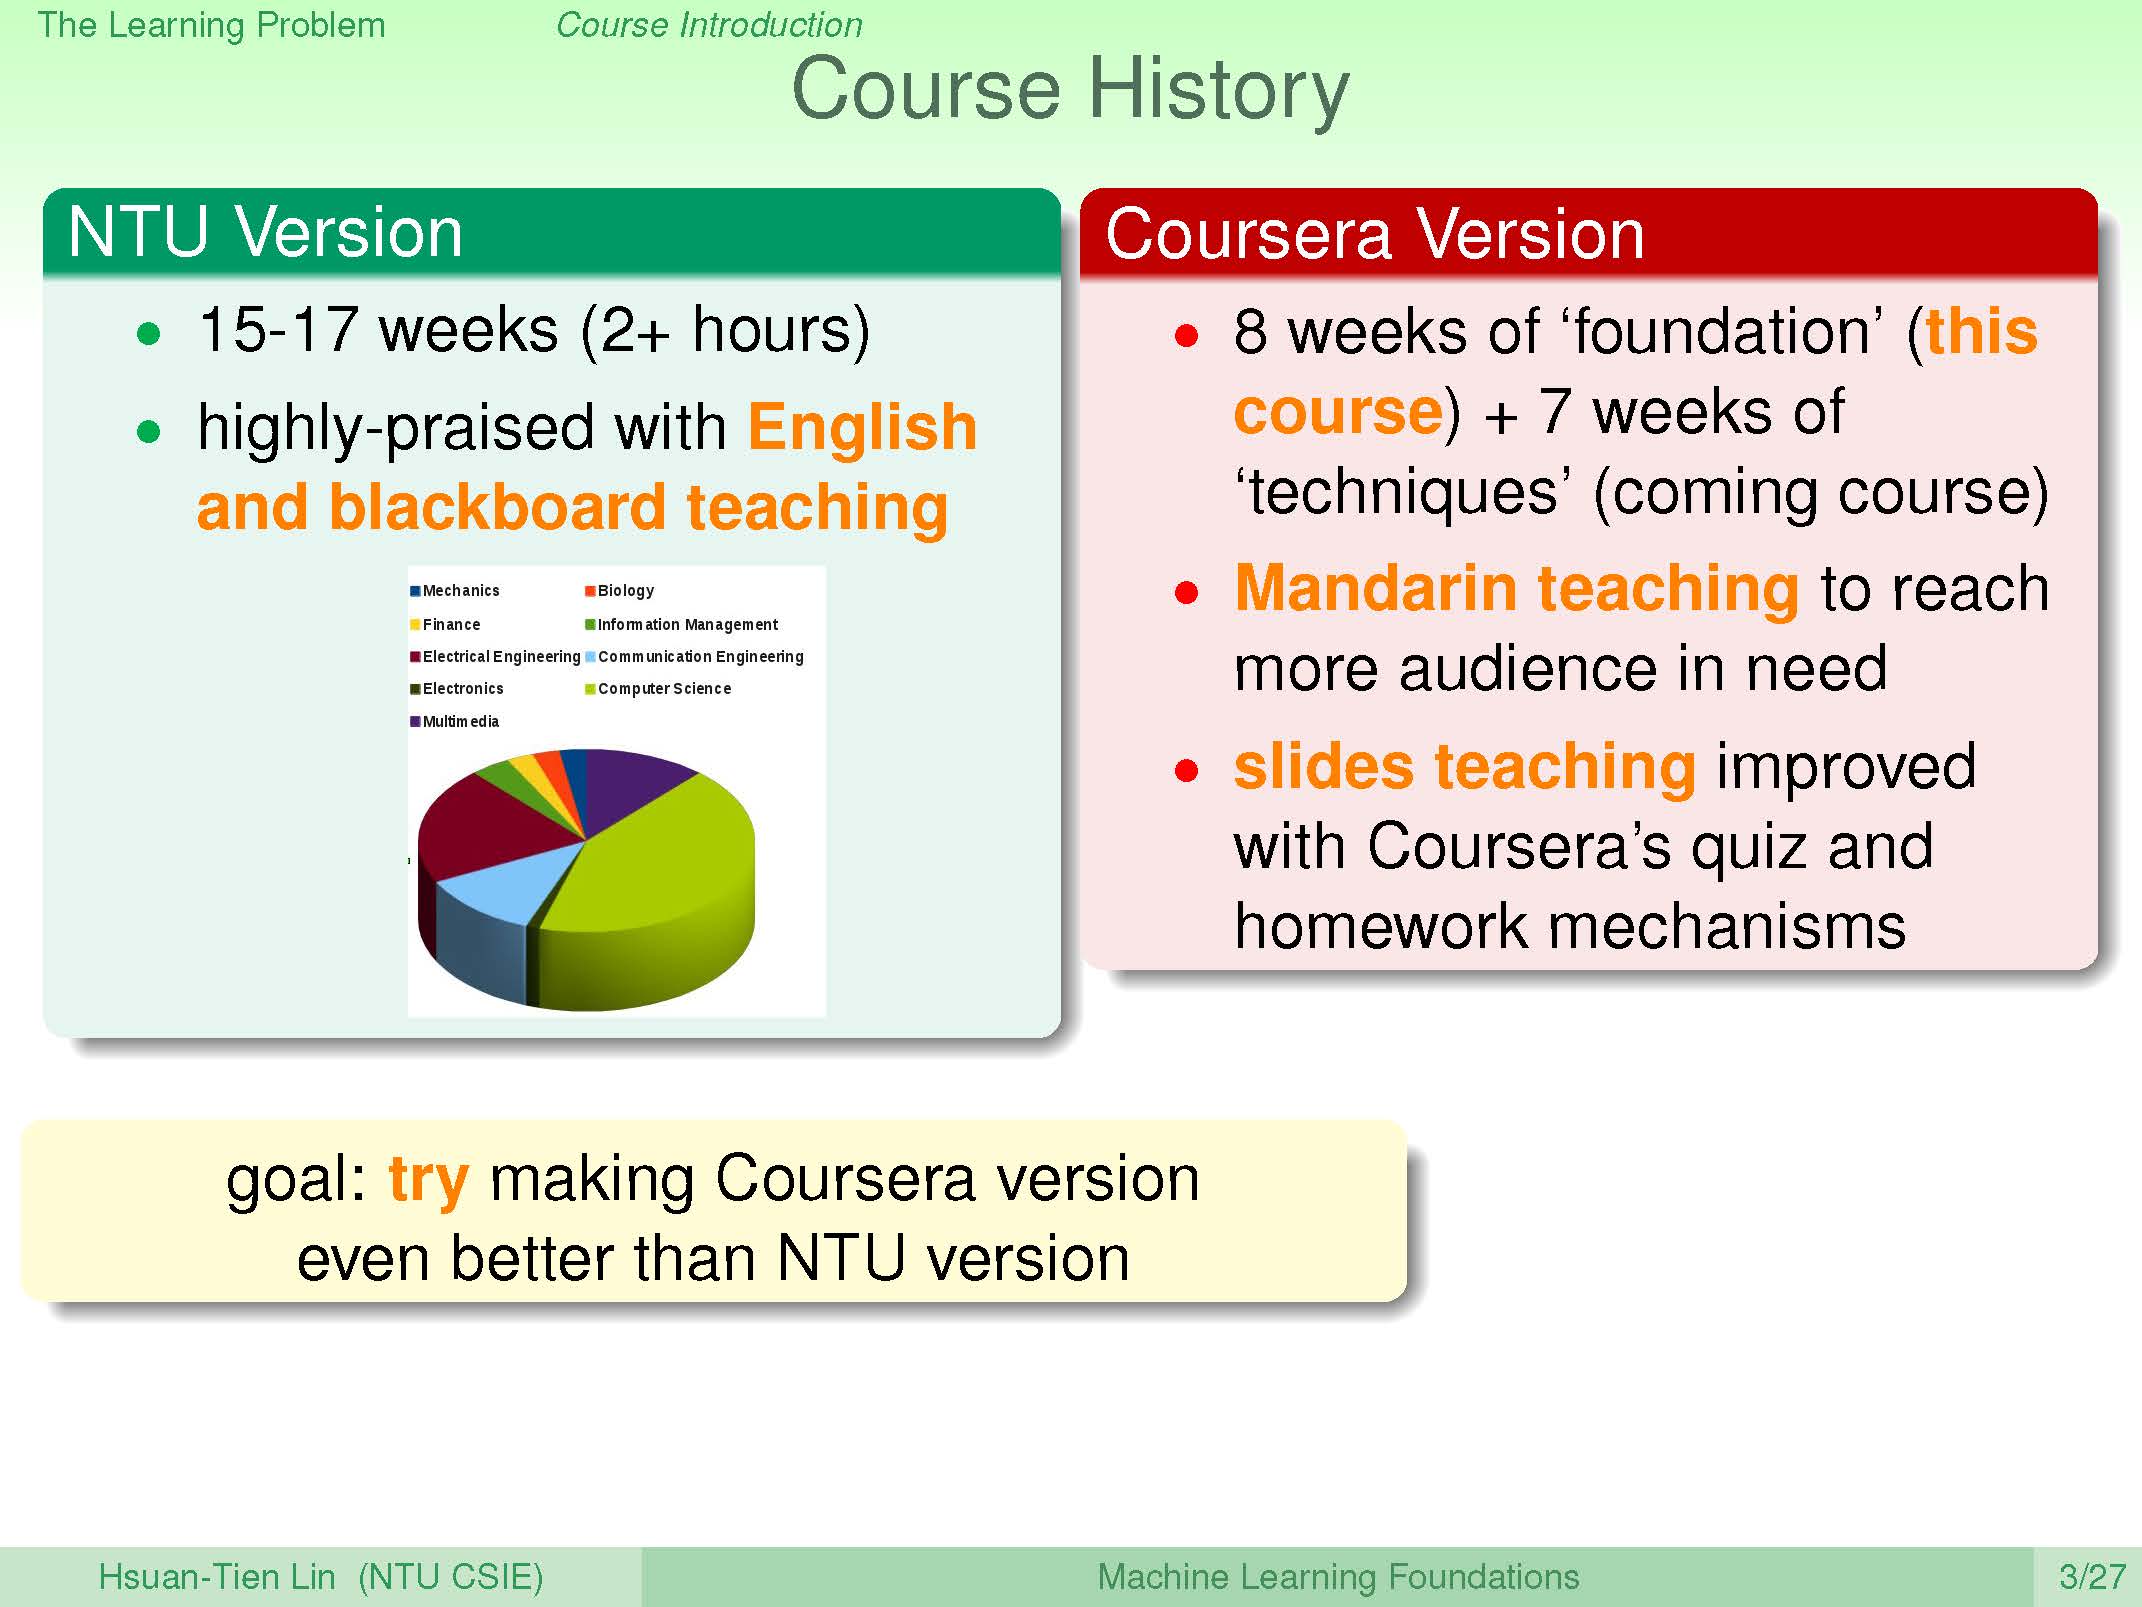 The Learning Problem Course Introduction
Course History
NTU Version
• 15-17 weeks (2+ hours)
• highly-praised with English
and blackboard teaching
Mechanics Biology
Finance Information Management
Electrical Engineering Communication Engineering
Electronics Computer Science
Multimedia
Coursera Version
• 8 weeks of ‘foundation’ (this
course) + 7 weeks of
‘techniques’ (coming course)
• Mandarin teaching to reach
more audience in need
• slides teaching improved
with Coursera’s quiz and
homework mechanisms
goal: try making Coursera version
even better than NTU version
Hsuan-Tien Lin (NTU CSIE) Machine Learning Foundations 3/27